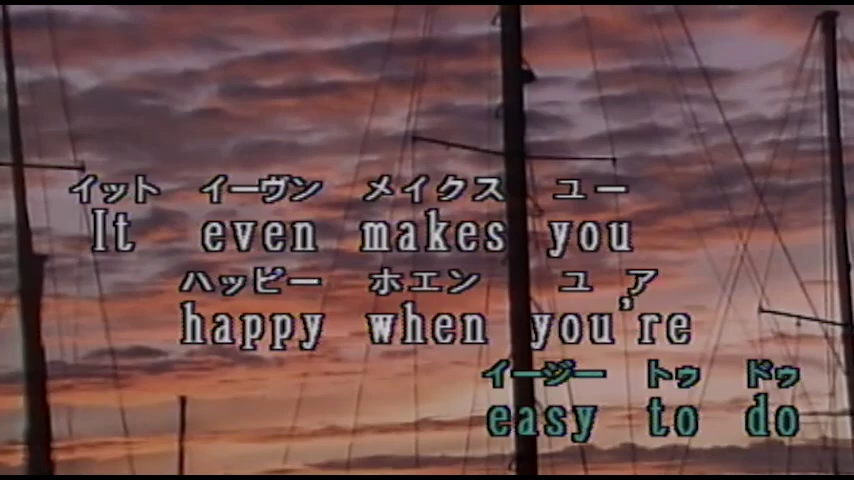 イット イーヴン メイクス ユー
It even makes you
ハッピー ホエン ユア
happy when you're
イージー トゥ ドゥ
easy to do